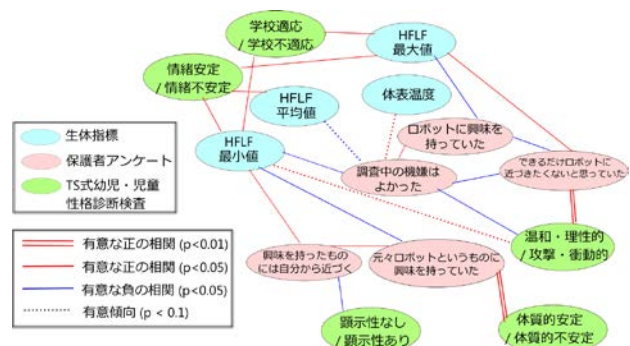 学校適応
/ 学校不適応
HFLF
最大値
情緒安定
/ 情緒不安定
HFLF
平均値
体表温度
ロボットに興味を
持っていた
HFLF
最小値
調査中の機嫌は
よかった
できるだけロボットに
近づきたくないと思っていた
生体指標
保護者アンケート
TS式幼児・児童
性格診断検査
温和・理性的
/ 攻撃・衝動的
有意な正の相関 (p<0.01)
有意な正の相関 (p<0.05)
有意な負の相関 (p<0.05)
有意傾向 (p < 0.1)
興味を持ったもの
には自分から近づく
元々ロボットというものに
興味を持っていた
顕示性なし
/ 顕示性あり
体質的安定
/ 体質的不安定